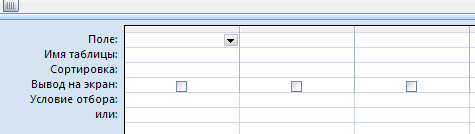 Поле:
Имя таблицы:
Сортировка:
Вывод на экран:
Условие отбора:
или: